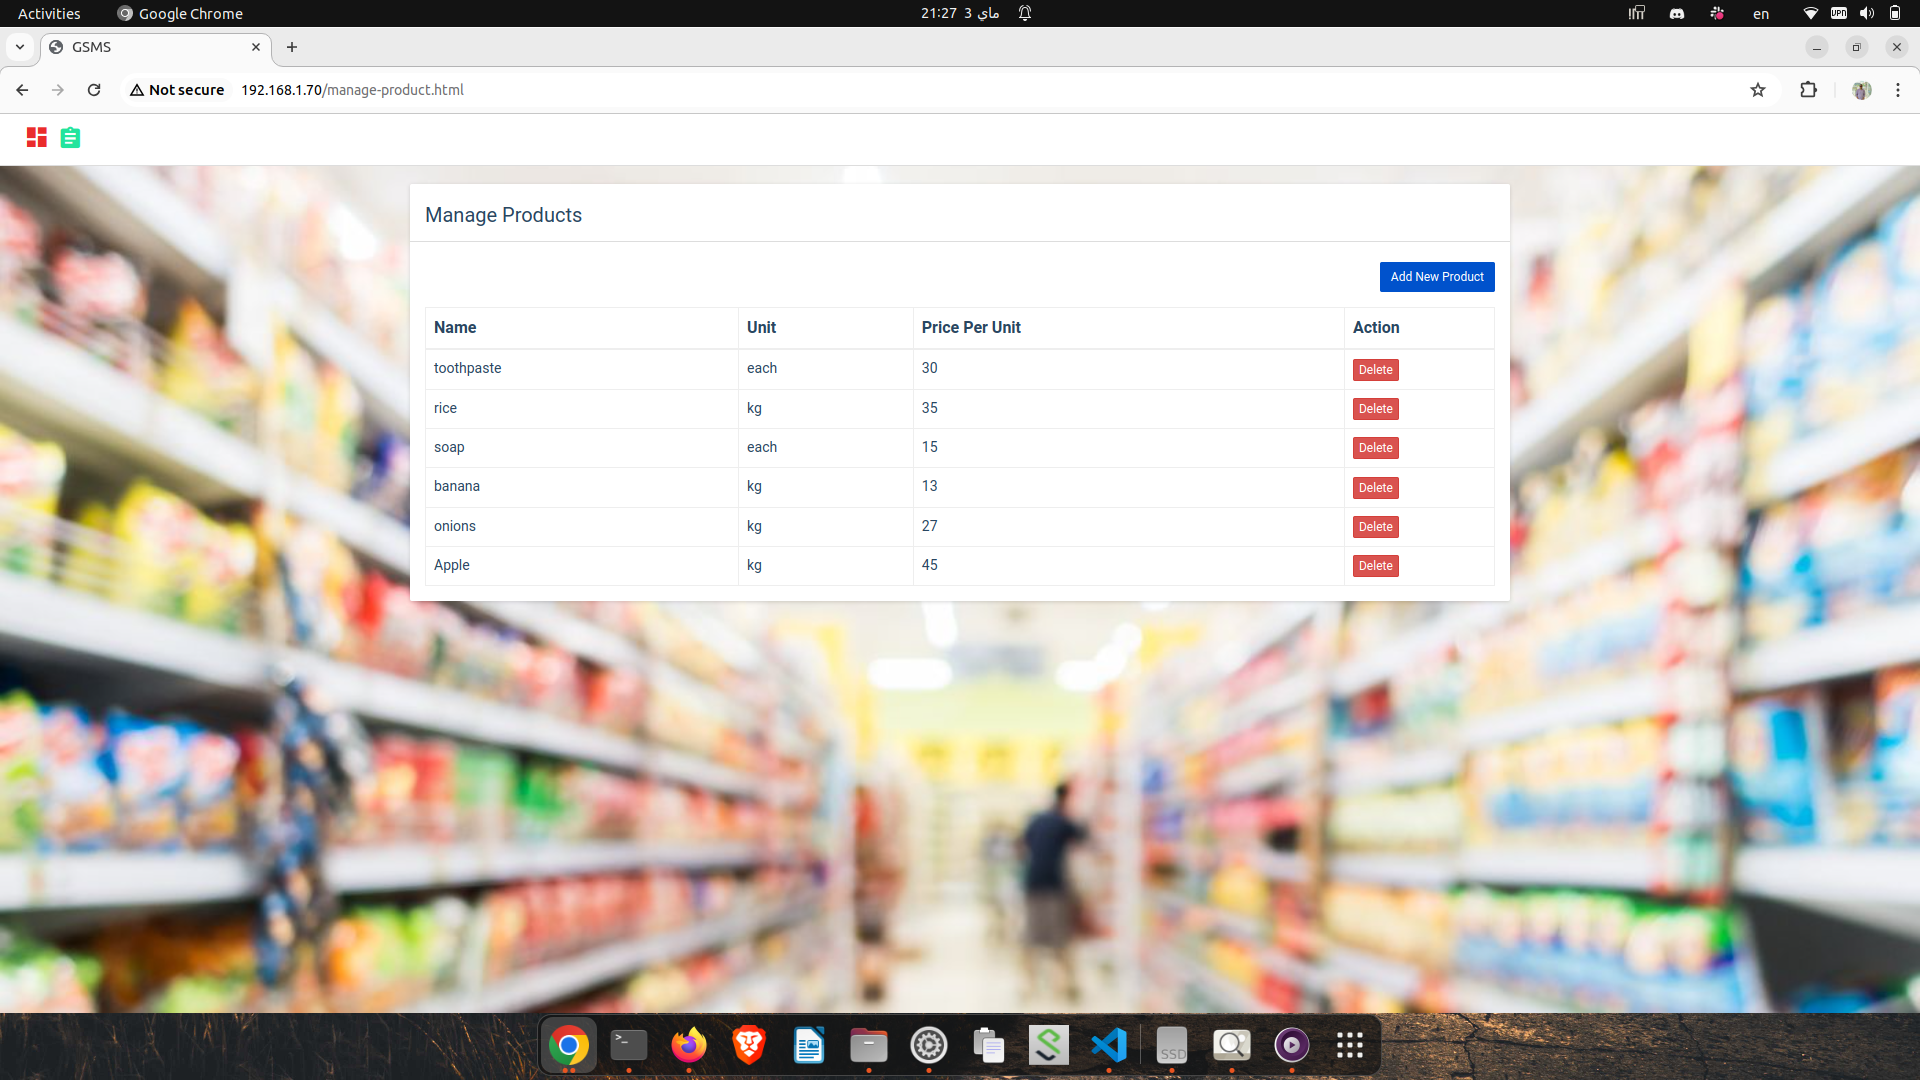 Activities
Google Chrome
21:27 3 ماي
en
VPN
GSMS
Not secure
192.168.1.70/manage-product.html
Manage Products
Add New Product
Name Unit Price Per Unit Action
toothpaste each 30 Delete
rice kg 35 Delete
soap each 15 Delete
banana kg 13 Delete
onions kg 27 Delete
Apple kg 45 Delete
SSD